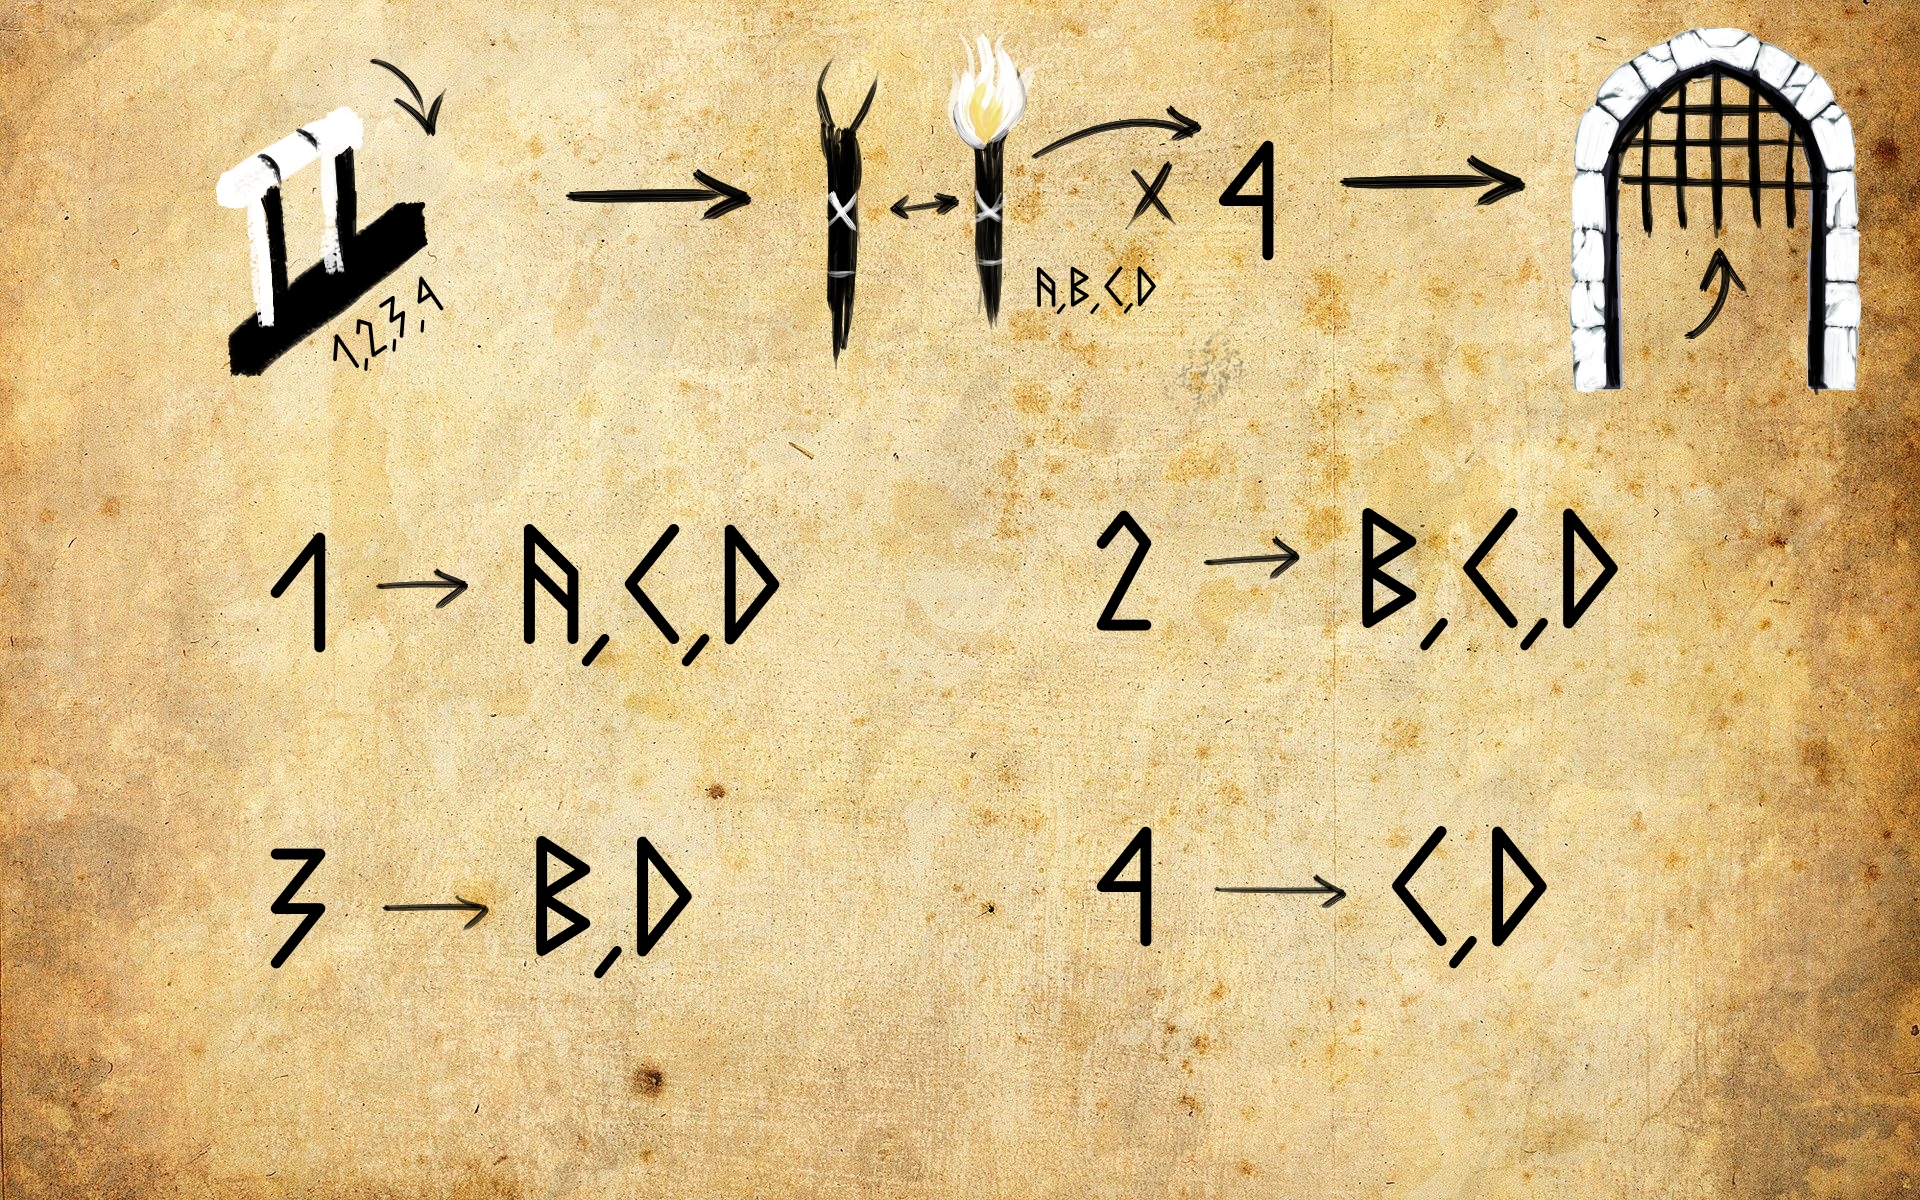 1,2,3,4
A,B,C,D
x 4
1 → A,C,D
2 → B,C,D
3 → B,D
4 → C,D